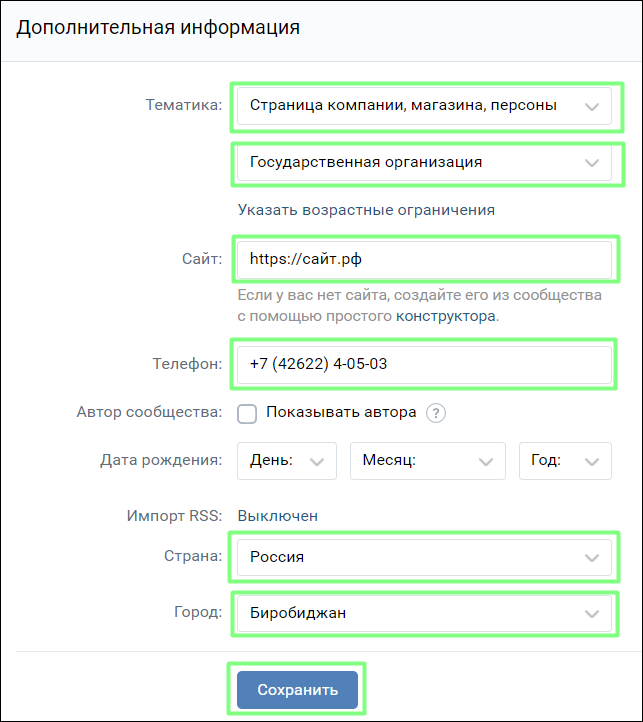 Дополнительная информация
Тематика: Страница компании, магазина, персоны
Государственная организация
Указать возрастные ограничения
Сайт: https://сайт.рф
Если у вас нет сайта, создайте его из сообщества
с помощью простого конструктора.
Телефон: +7 (42622) 4-05-03
Автор сообщества: Показывать автора ?
Дата рождения: День: Месяц: Год:
Импорт RSS: Выключен
Страна: Россия
Город: Биробиджан
Сохранить